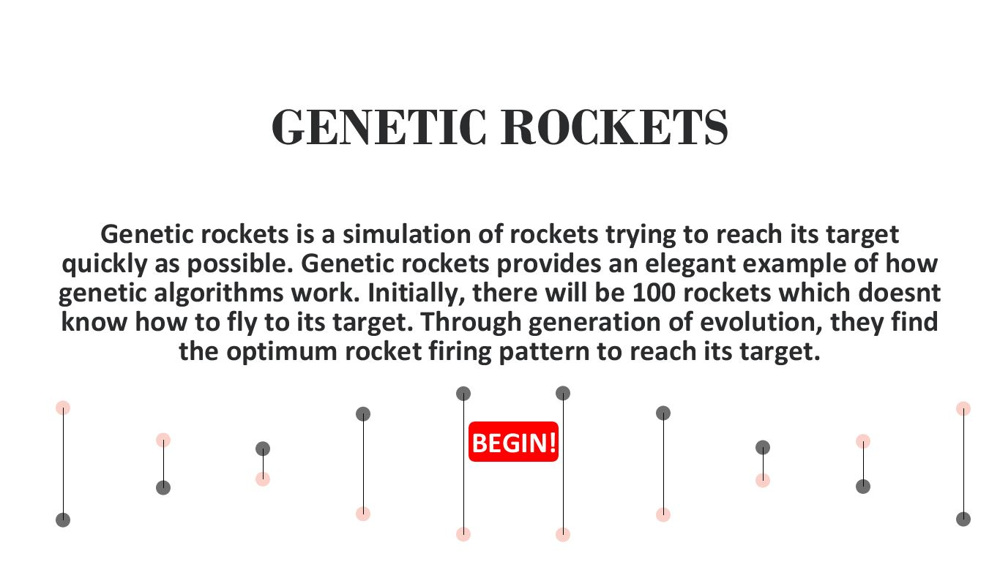 GENETIC ROCKETS
Genetic rockets is a simulation of rockets trying to reach its target
quickly as possible. Genetic rockets provides an elegant example of how
genetic algorithms work. Initially, there will be 100 rockets which doesnt
know how to fly to its target. Through generation of evolution, they find
the optimum rocket firing pattern to reach its target.
BEGIN!